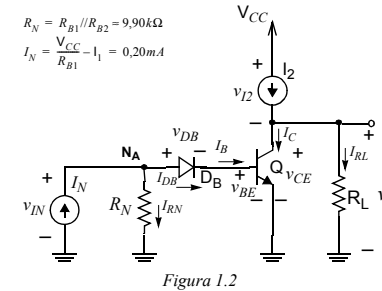 R_N = R_B1//R_B2 = 9,90kΩ
I_N = V_CC / R_B1 – I_1 = 0,20mA
V_CC
+ I_2
v_I2
–
I_C
+
v_DB
+ –
N_A
I_B
I_DB
D_B
+
v_BE
–
Q
v_CE
–
I_RL
R_L
v
+
I_N
v_IN
–
R_N
I_RN
Figura 1.2